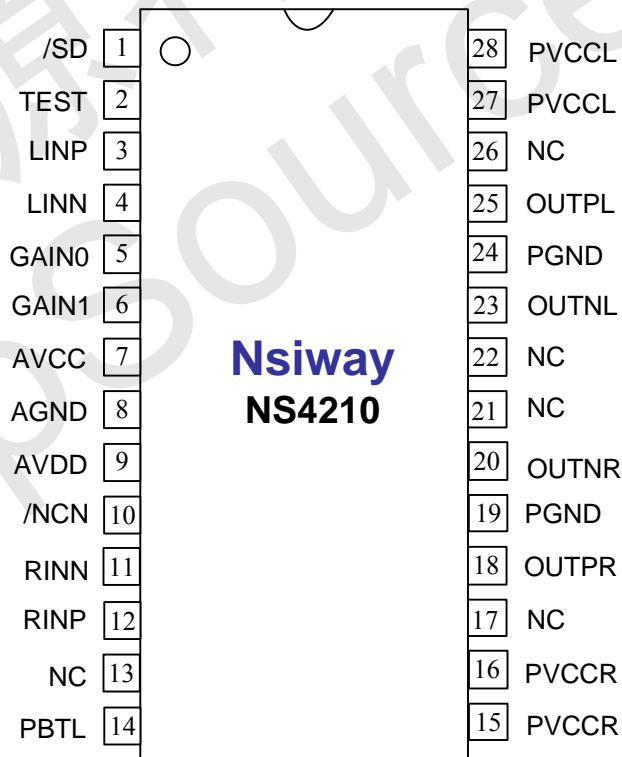 /SD 1 28 PVCCL
TEST 2 27 PVCCL
LINP 3 26 NC
LINN 4 25 OUTPL
GAIN0 5 24 PGND
GAIN1 6 23 OUTNL
AVCC 7 Nsiway 22 NC
AGND 8 NS4210 21 NC
AVDD 9 20 OUTNR
/NCN 10 19 PGND
RINN 11 18 OUTPR
RINP 12 17 NC
NC 13 16 PVCCR
PBTL 14 15 PVCCR